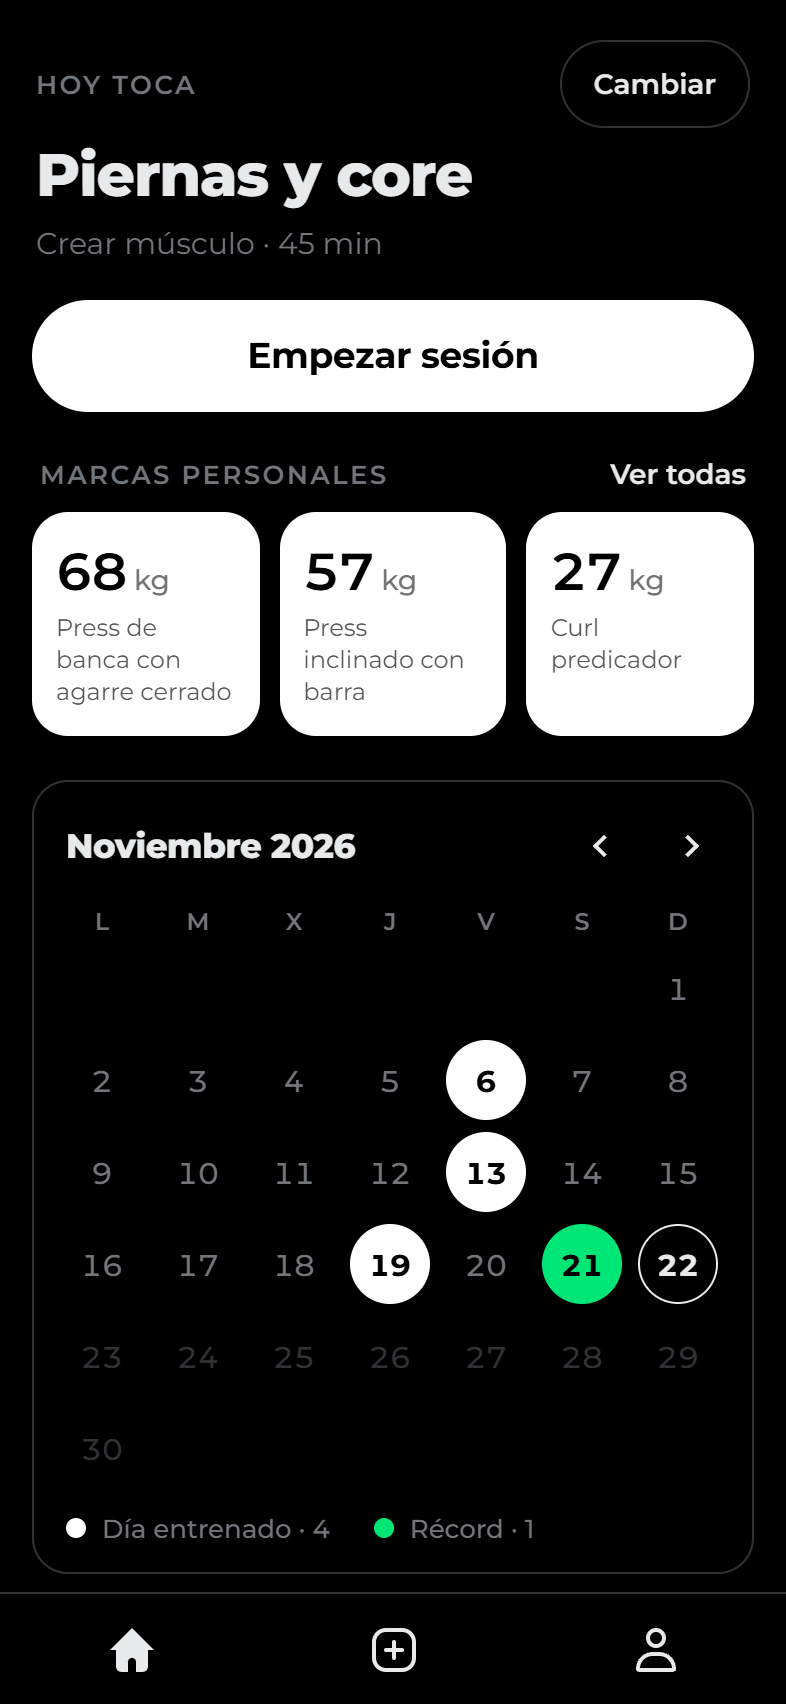 HOY TOCA
Cambiar
Piernas y core
Crear músculo · 45 min
Empezar sesión
MARCAS PERSONALES
Ver todas
68 kg
Press de
banca con
agarre cerrado
57 kg
Press
inclinado con
barra
27 kg
Curl
predicador
Noviembre 2026
L M X J V S D
1
2 3 4 5 6 7 8
9 10 11 12 13 14 15
16 17 18 19 20 21 22
23 24 25 26 27 28 29
30
Día entrenado · 4
Récord · 1